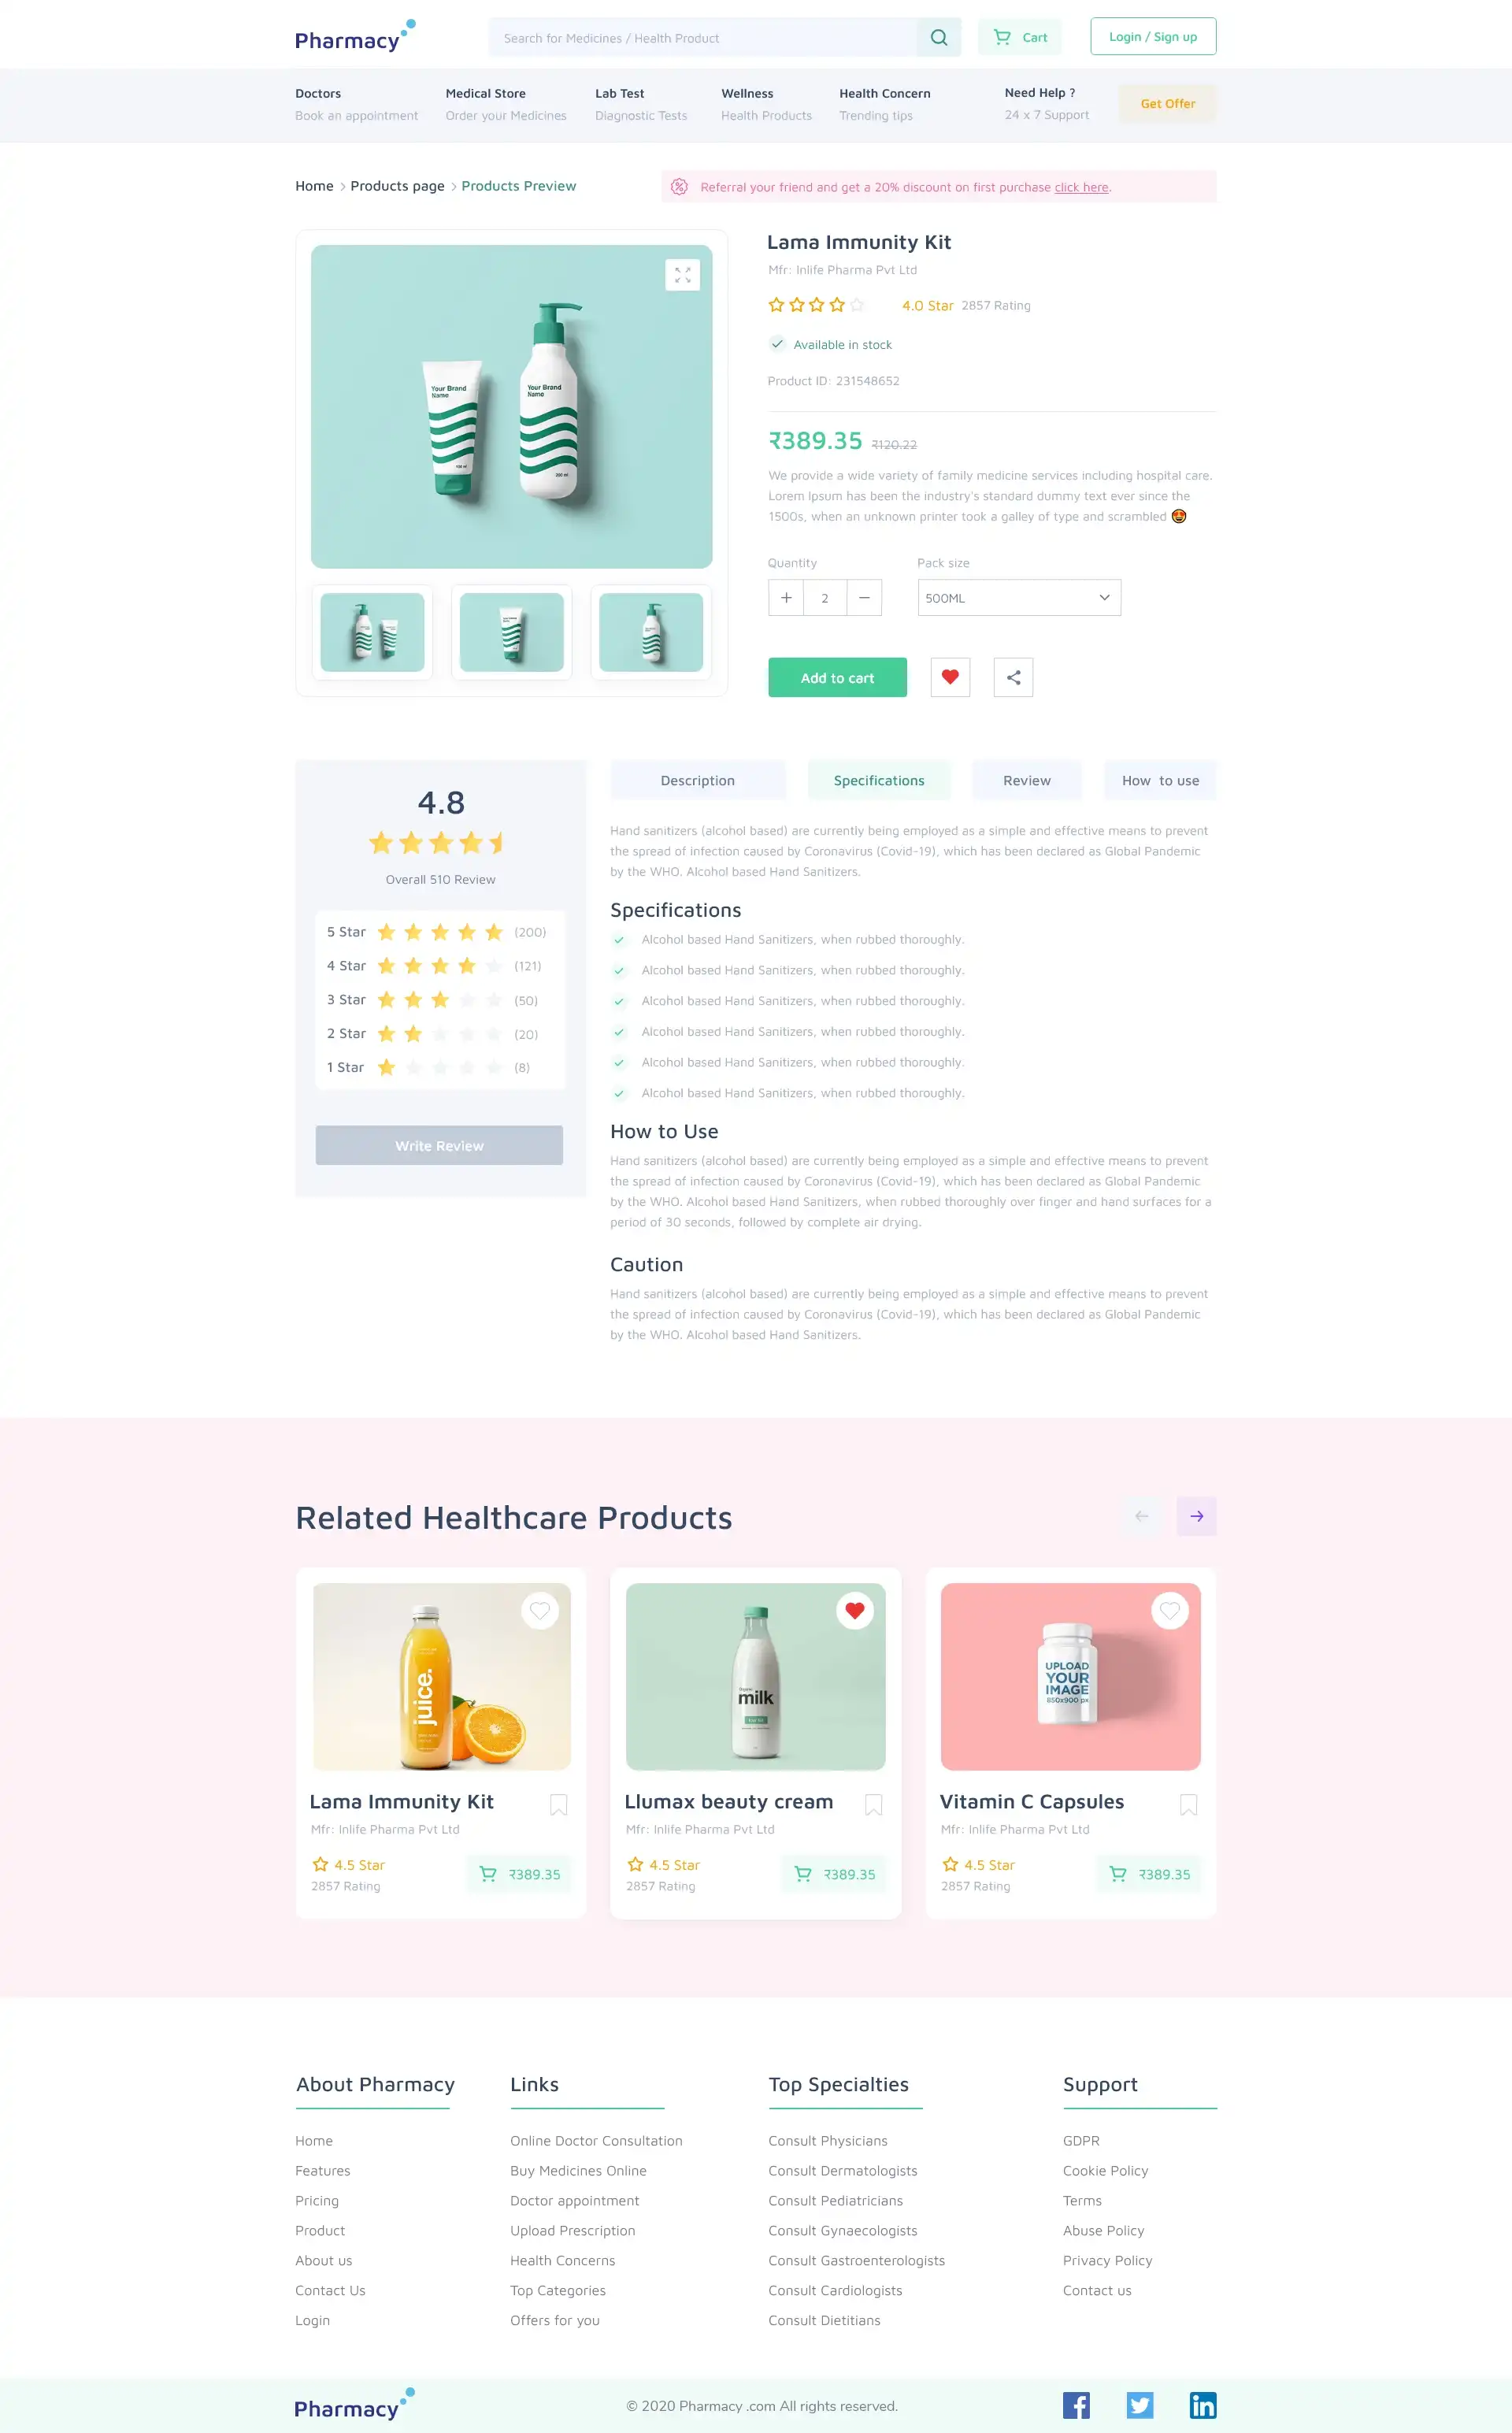 Pharmacy
Search for Medicines / Health Product
Cart
Login / Sign up
Doctors
Book an appointment
Medical Store
Order your Medicines
Lab Test
Diagnostic Tests
Wellness
Health Products
Health Concern
Trending tips
Need Help ?
24 x 7 Support
Get Offer
Home > Products page > Products Preview
Referral your friend and get a 20% discount on first purchase click here.
Your Brand
Name
Your Brand
Name
Lama Immunity Kit
Mfr: Inlife Pharma Pvt Ltd
4.0 Star 2857 Rating
Available in stock
Product ID: 231548652
₹389.35 ₹120.22
We provide a wide variety of family medicine services including hospital care.
Lorem Ipsum has been the industry's standard dummy text ever since the
1500s, when an unknown printer took a galley of type and scrambled 🤩
Quantity
Pack size
+ 2 −
500ML
Add to cart
4.8
Overall 510 Review
5 Star (200)
4 Star (121)
3 Star (50)
2 Star (20)
1 Star (8)
Write Review
Description
Specifications
Review
How to use
Hand sanitizers (alcohol based) are currently being employed as a simple and effective means to prevent
the spread of infection caused by Coronavirus (Covid-19), which has been declared as Global Pandemic
by the WHO. Alcohol based Hand Sanitizers.
Specifications
Alcohol based Hand Sanitizers, when rubbed thoroughly.
Alcohol based Hand Sanitizers, when rubbed thoroughly.
Alcohol based Hand Sanitizers, when rubbed thoroughly.
Alcohol based Hand Sanitizers, when rubbed thoroughly.
Alcohol based Hand Sanitizers, when rubbed thoroughly.
Alcohol based Hand Sanitizers, when rubbed thoroughly.
How to Use
Hand sanitizers (alcohol based) are currently being employed as a simple and effective means to prevent
the spread of infection caused by Coronavirus (Covid-19), which has been declared as Global Pandemic
by the WHO. Alcohol based Hand Sanitizers, when rubbed thoroughly over finger and hand surfaces for a
period of 30 seconds, followed by complete air drying.
Caution
Hand sanitizers (alcohol based) are currently being employed as a simple and effective means to prevent
the spread of infection caused by Coronavirus (Covid-19), which has been declared as Global Pandemic
by the WHO. Alcohol based Hand Sanitizers.
Related Healthcare Products
juice.
milk
UPLOAD
YOUR
IMAGE
850x900 px
Lama Immunity Kit
Mfr: Inlife Pharma Pvt Ltd
4.5 Star
2857 Rating
₹389.35
Llumax beauty cream
Mfr: Inlife Pharma Pvt Ltd
4.5 Star
2857 Rating
₹389.35
Vitamin C Capsules
Mfr: Inlife Pharma Pvt Ltd
4.5 Star
2857 Rating
₹389.35
About Pharmacy
Home
Features
Pricing
Product
About us
Contact Us
Login
Links
Online Doctor Consultation
Buy Medicines Online
Doctor appointment
Upload Prescription
Health Concerns
Top Categories
Offers for you
Top Specialties
Consult Physicians
Consult Dermatologists
Consult Pediatricians
Consult Gynaecologists
Consult Gastroenterologists
Consult Cardiologists
Consult Dietitians
Support
GDPR
Cookie Policy
Terms
Abuse Policy
Privacy Policy
Contact us
Pharmacy
© 2020 Pharmacy .com All rights reserved.